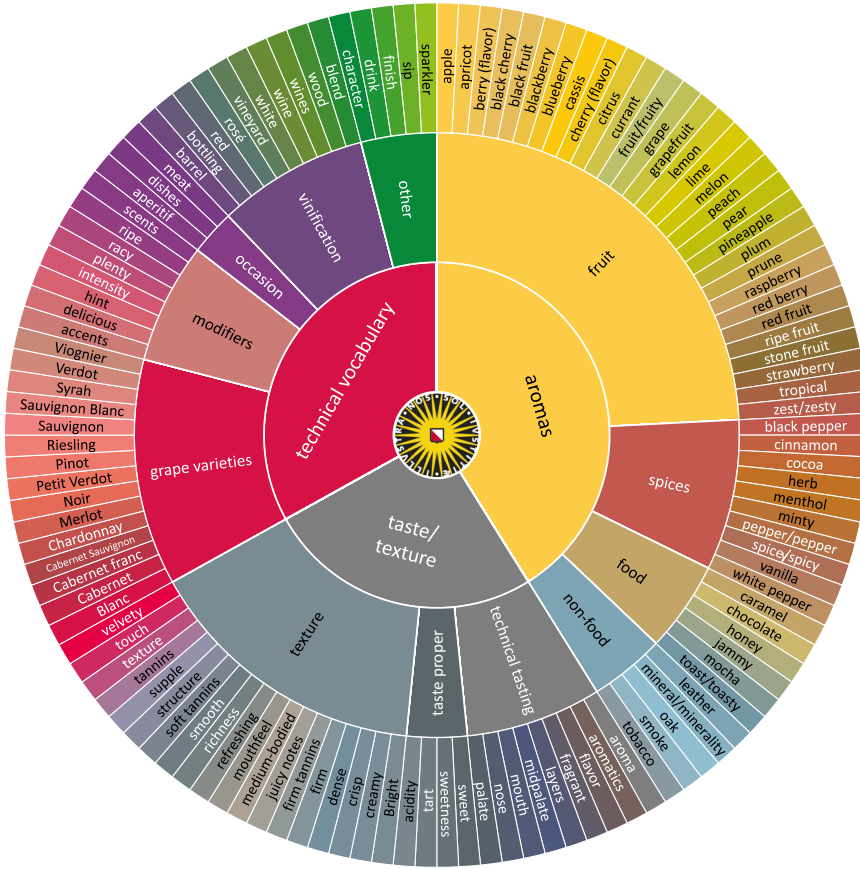 aromas
taste/
texture
technical vocabulary
fruit
spices
food
non-food
technical tasting
taste proper
texture
grape varieties
modifiers
occasion
vinification
other
apple
apricot
berry (flavor)
black cherry
black fruit
blackberry
blueberry
cassis
cherry (flavor)
citrus
currant
fruit/fruity
grape
grapefruit
lemon
lime
melon
peach
pear
pineapple
plum
prune
raspberry
red berry
red fruit
ripe fruit
stone fruit
strawberry
tropical
zest/zesty
black pepper
cinnamon
cocoa
herb
menthol
minty
pepper/pepper
spice/spicy
vanilla
white pepper
caramel
chocolate
honey
jammy
mocha
toast/toasty
leather
mineral/minerality
oak
smoke
tobacco
aroma
aromatics
flavor
fragrant
layers
midpalate
mouth
nose
palate
sweet
sweetness
tart
acidity
Bright
creamy
crisp
dense
firm
firm tannins
juicy notes
medium-bodied
mouthfeel
refreshing
richness
smooth
soft tannins
structure
supple
tannins
texture
touch
velvety
Blanc
Cabernet
Cabernet franc
Cabernet Sauvignon
Chardonnay
Merlot
Noir
Petit Verdot
Pinot
Riesling
Sauvignon
Sauvignon Blanc
Syrah
Verdot
Viognier
accents
delicious
hint
intensity
plenty
racy
ripe
scents
aperitif
dishes
meat
barrel
bottling
red
rosé
vineyard
white
wine
wines
wood
blend
character
drink
finish
sip
sparkler